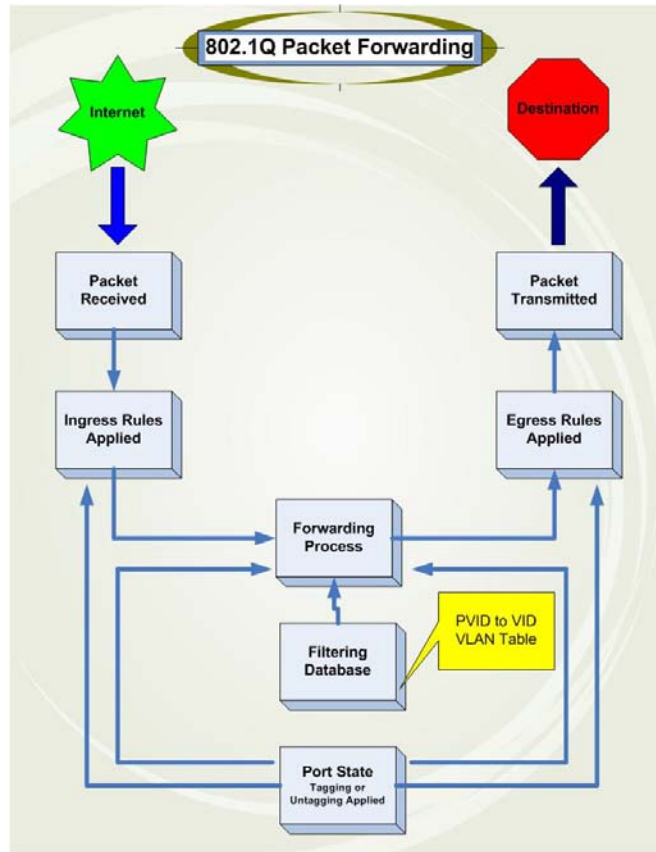 802.1Q Packet Forwarding
Internet
Destination
Packet
Received
Packet
Transmitted
Ingress Rules
Applied
Egress Rules
Applied
Forwarding
Process
PVID to VID
VLAN Table
Filtering
Database
Port State
Tagging or
Untagging Applied